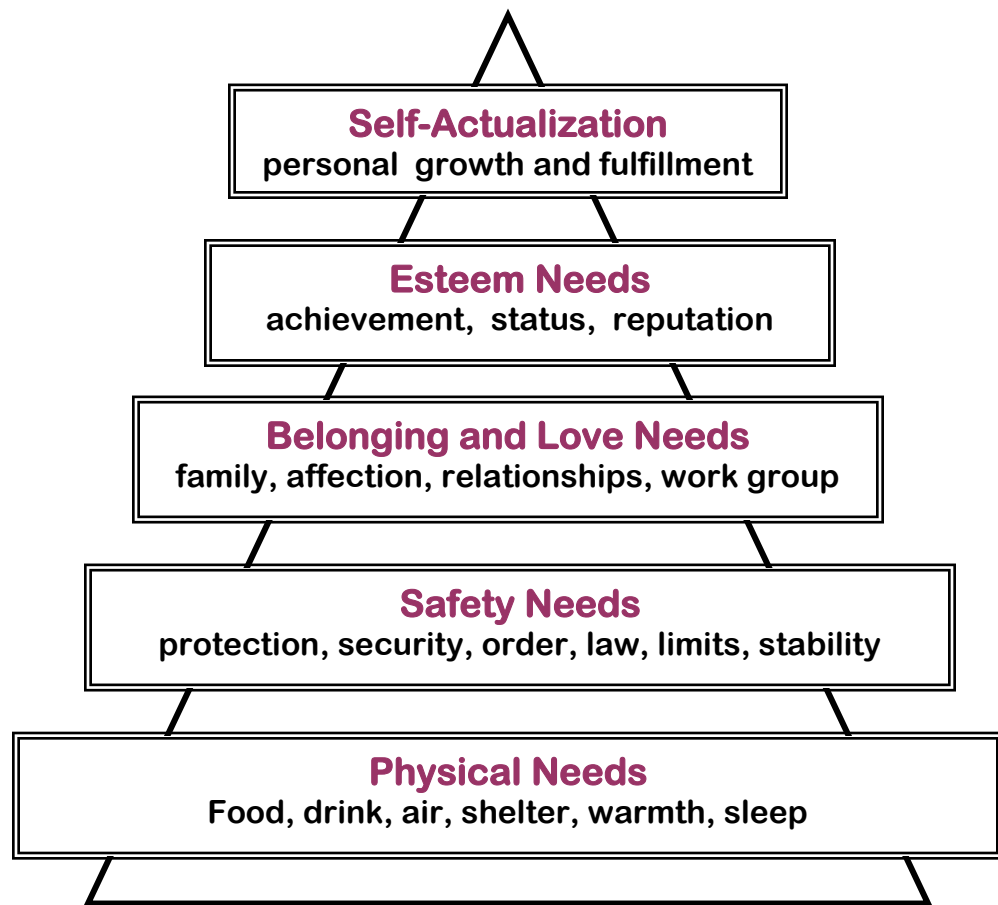 Self-Actualization
personal growth and fulfillment
Esteem Needs
achievement, status, reputation
Belonging and Love Needs
family, affection, relationships, work group
Safety Needs
protection, security, order, law, limits, stability
Physical Needs
Food, drink, air, shelter, warmth, sleep